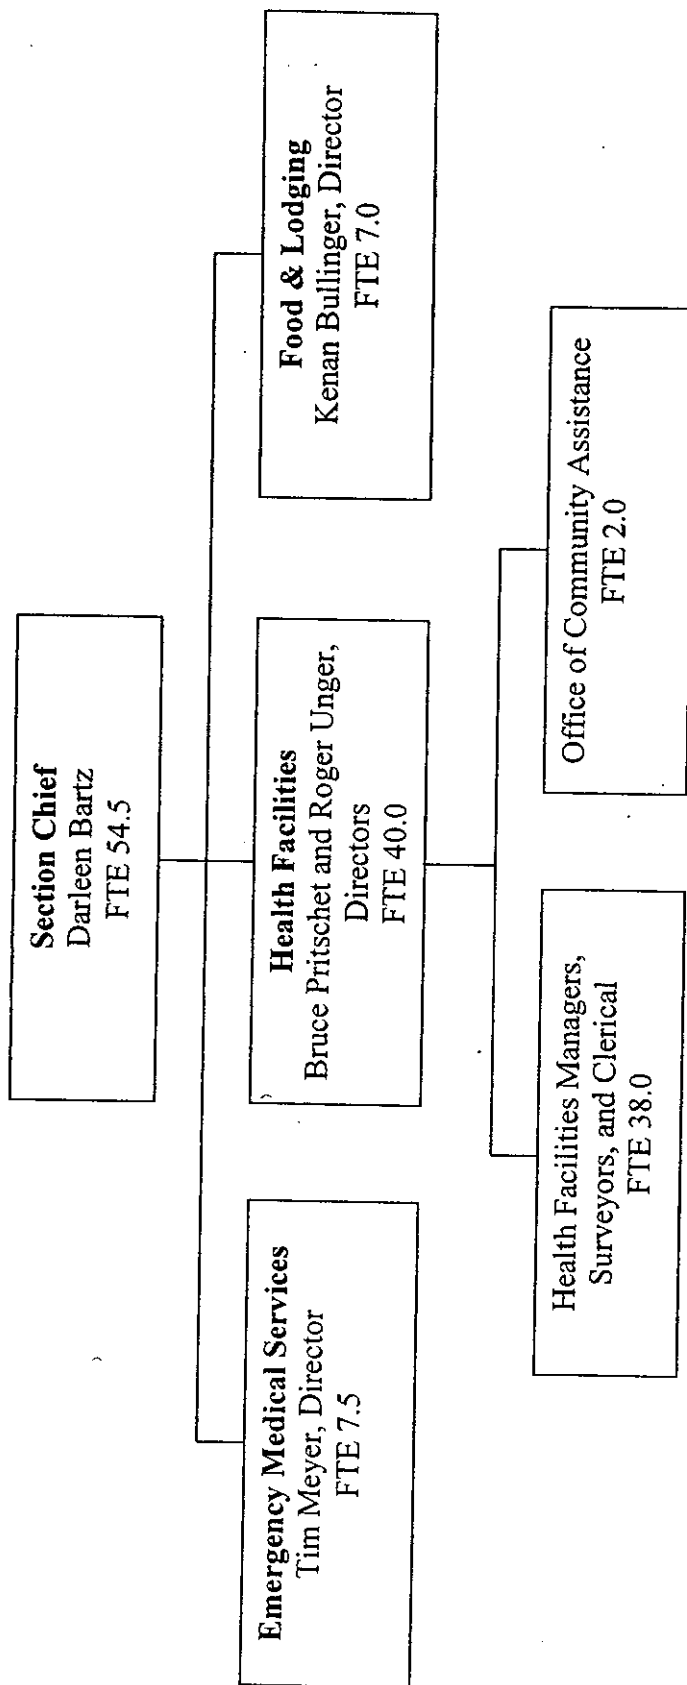 Section Chief
Darleen Bartz
FTE 54.5
Emergency Medical Services
Tim Meyer, Director
FTE 7.5
Health Facilities
Bruce Pritschet and Roger Unger,
Directors
FTE 40.0
Food & Lodging
Kenan Bullinger, Director
FTE 7.0
Health Facilities Managers,
Surveyors, and Clerical
FTE 38.0
Office of Community Assistance
FTE 2.0